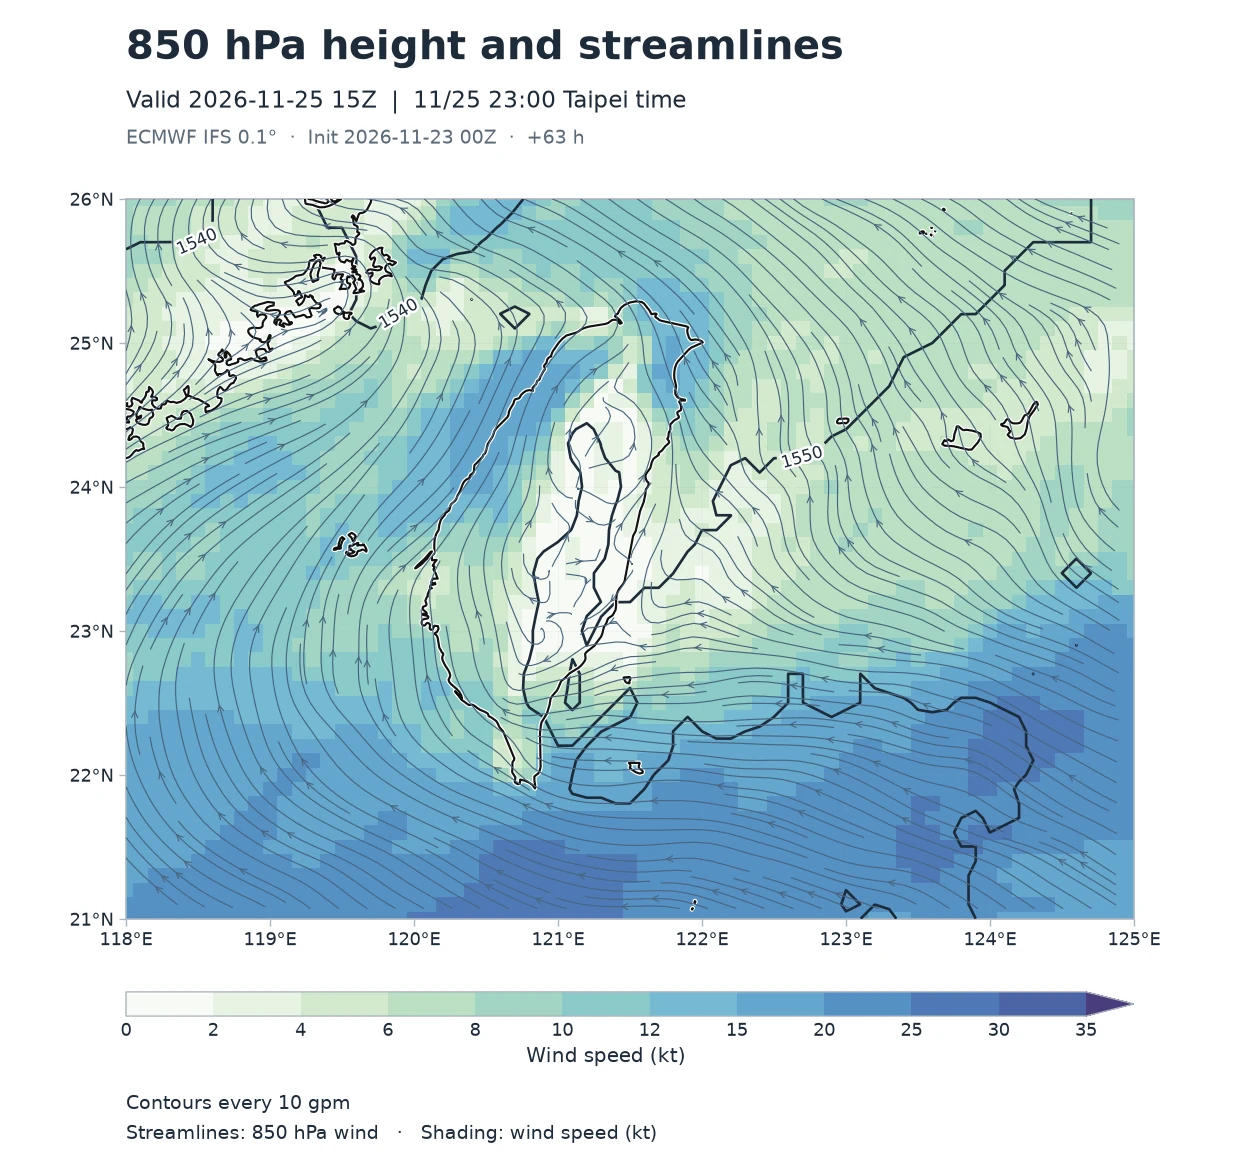 850 hPa height and streamlines
Valid 2026-11-25 15Z | 11/25 23:00 Taipei time
ECMWF IFS 0.1° · Init 2026-11-23 00Z · +63 h
26°N
1540
1540
25°N
1550
24°N
23°N
22°N
21°N
118°E 119°E 120°E 121°E 122°E 123°E 124°E 125°E
0 2 4 6 8 10 12 15 20 25 30 35
Wind speed (kt)
Contours every 10 gpm
Streamlines: 850 hPa wind · Shading: wind speed (kt)